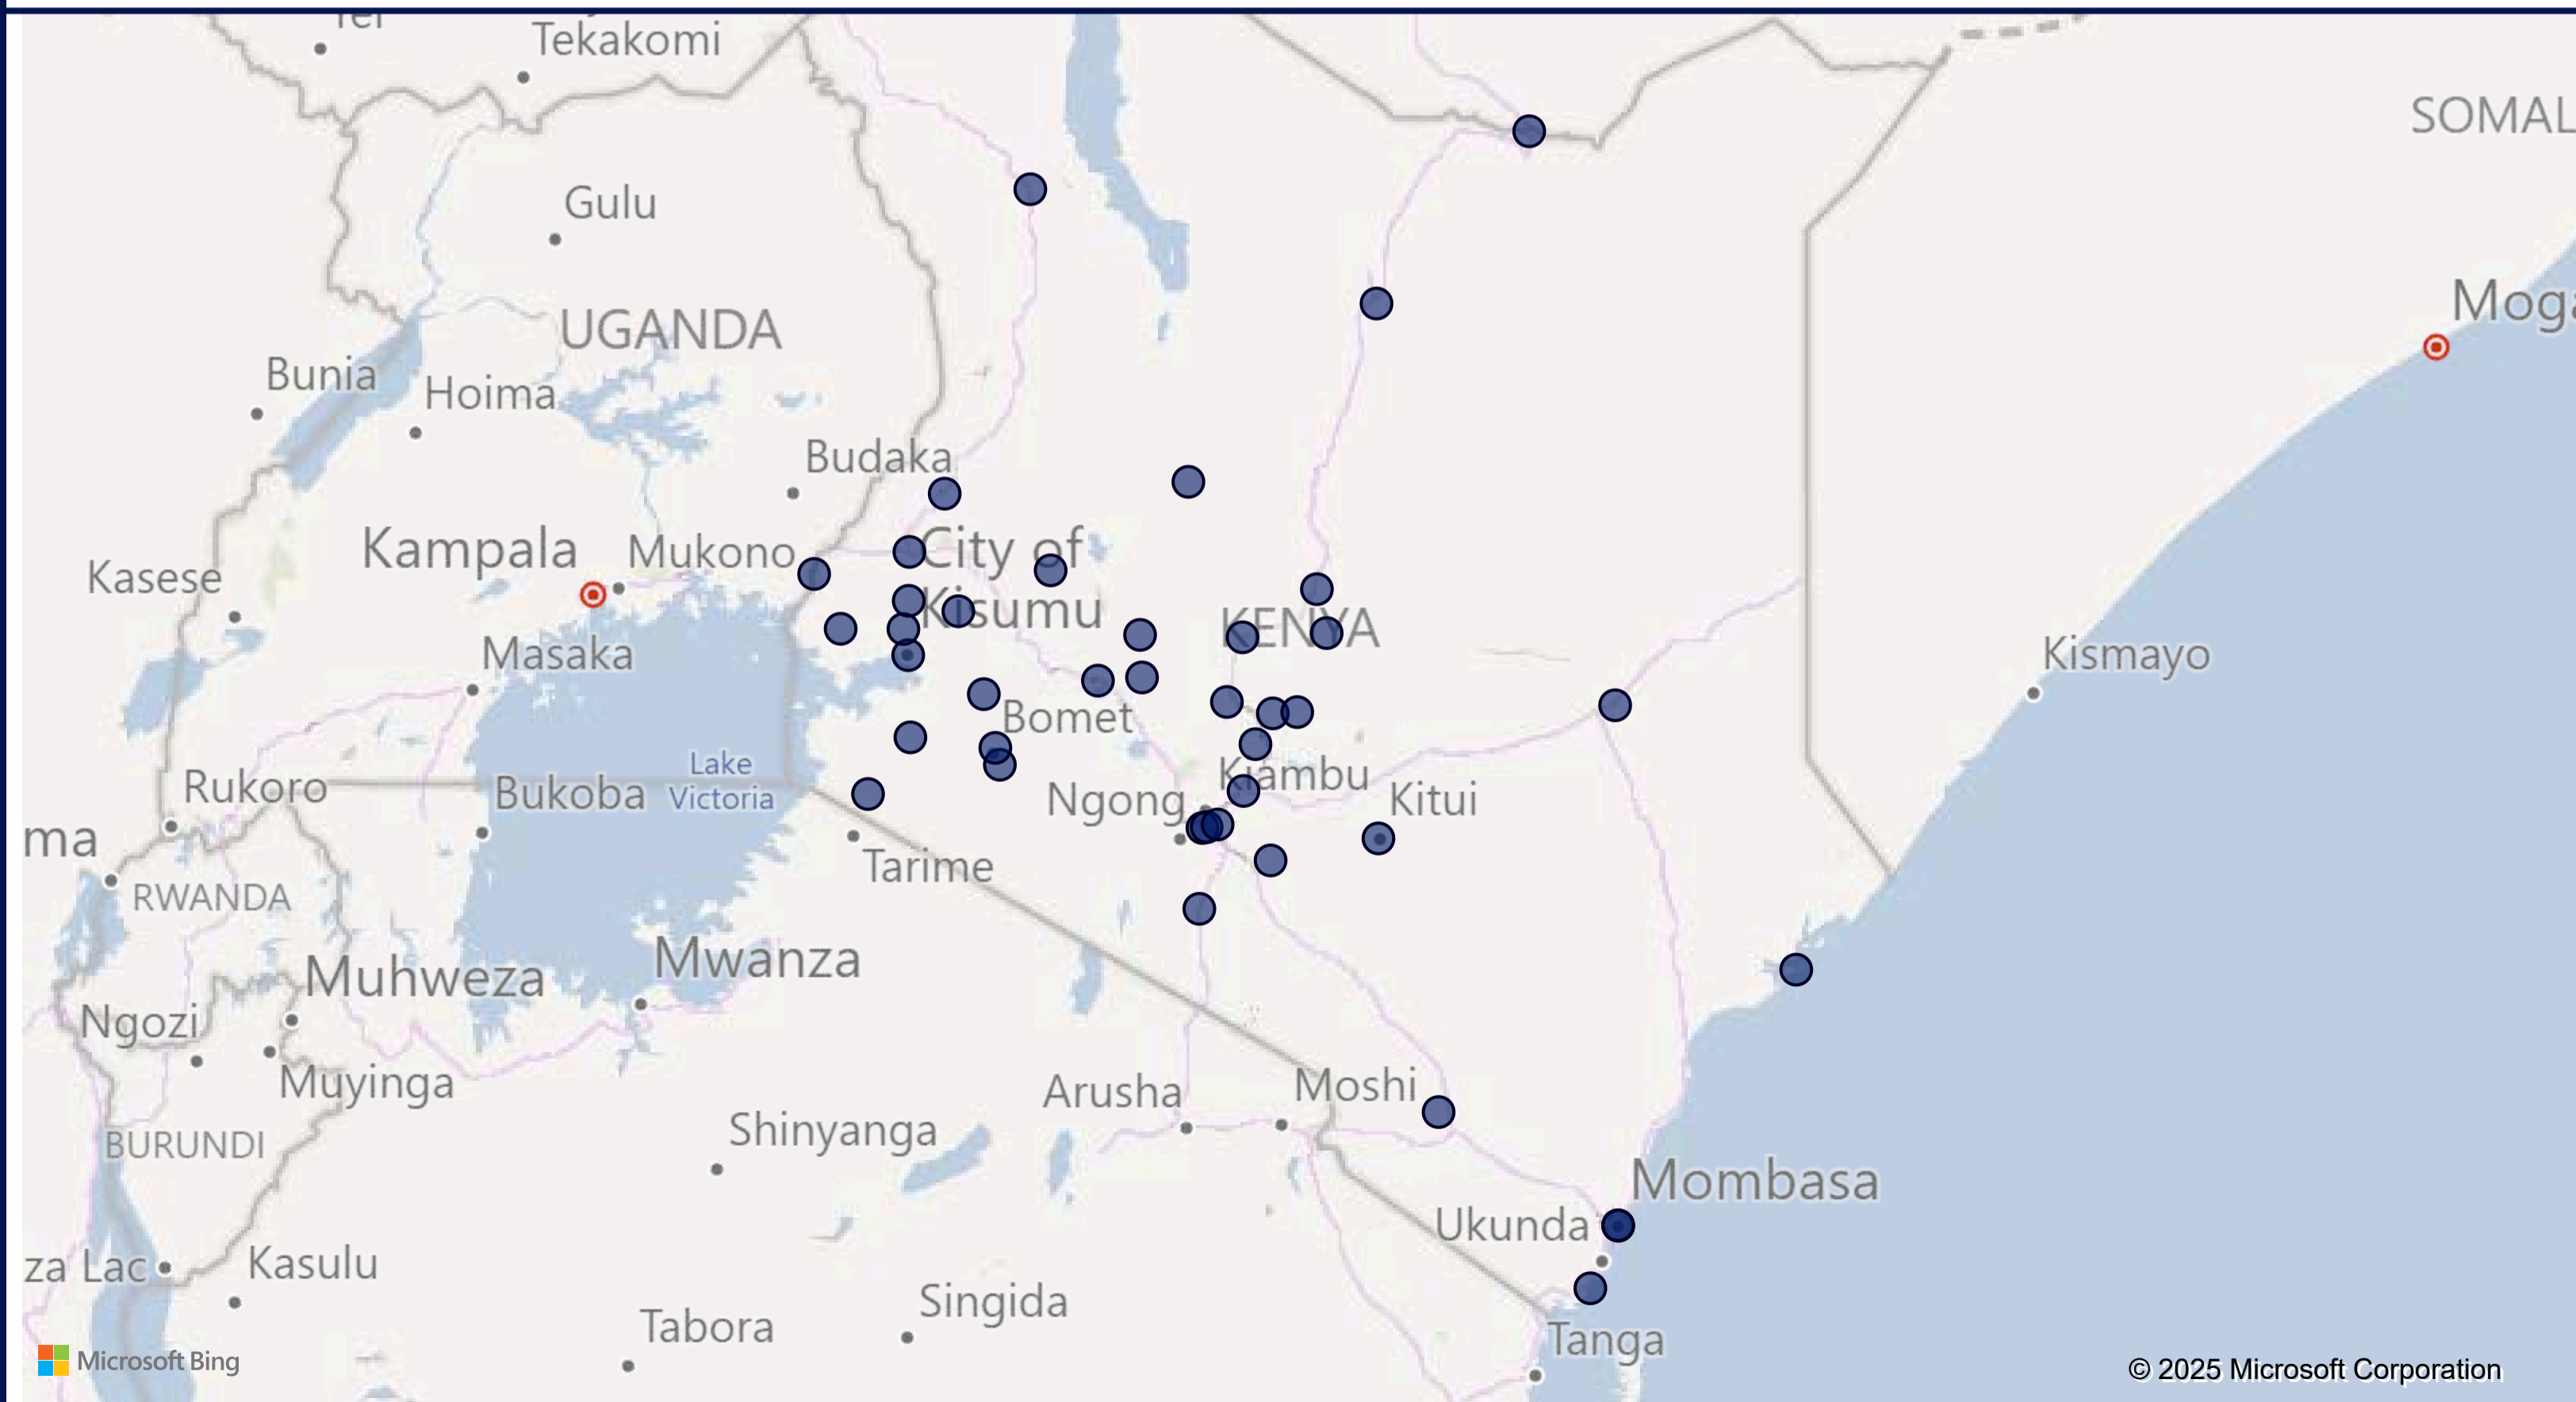 Tekakomi
SOMAL
Gulu
UGANDA
Moga
Bunia
Hoima
Budaka
Kampala
Mukono
City of
Kisumu
Kasese
KENYA
Masaka
Kismayo
Bomet
Lake
Victoria
Rukoro
Bukoba
Kiambu
Ngong
Kitui
ma
Tarime
RWANDA
Mwanza
Muhweza
Ngozi
Muyinga
Arusha
Moshi
Shinyanga
BURUNDI
Mombasa
Ukunda
za Lac
Kasulu
Singida
Tabora
Tanga
Microsoft Bing
© 2025 Microsoft Corporation